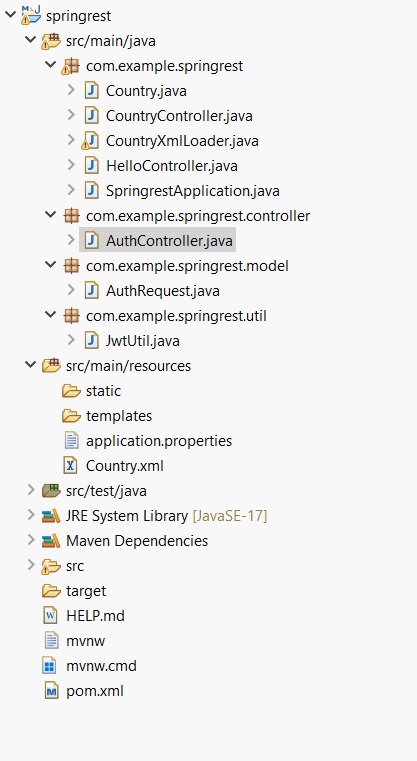 springrest
src/main/java
com.example.springrest
Country.java
CountryController.java
CountryXmlLoader.java
HelloController.java
SpringrestApplication.java
com.example.springrest.controller
AuthController.java
com.example.springrest.model
AuthRequest.java
com.example.springrest.util
JwtUtil.java
src/main/resources
static
templates
application.properties
Country.xml
src/test/java
JRE System Library [JavaSE-17]
Maven Dependencies
src
target
HELP.md
mvnw
mvnw.cmd
pom.xml